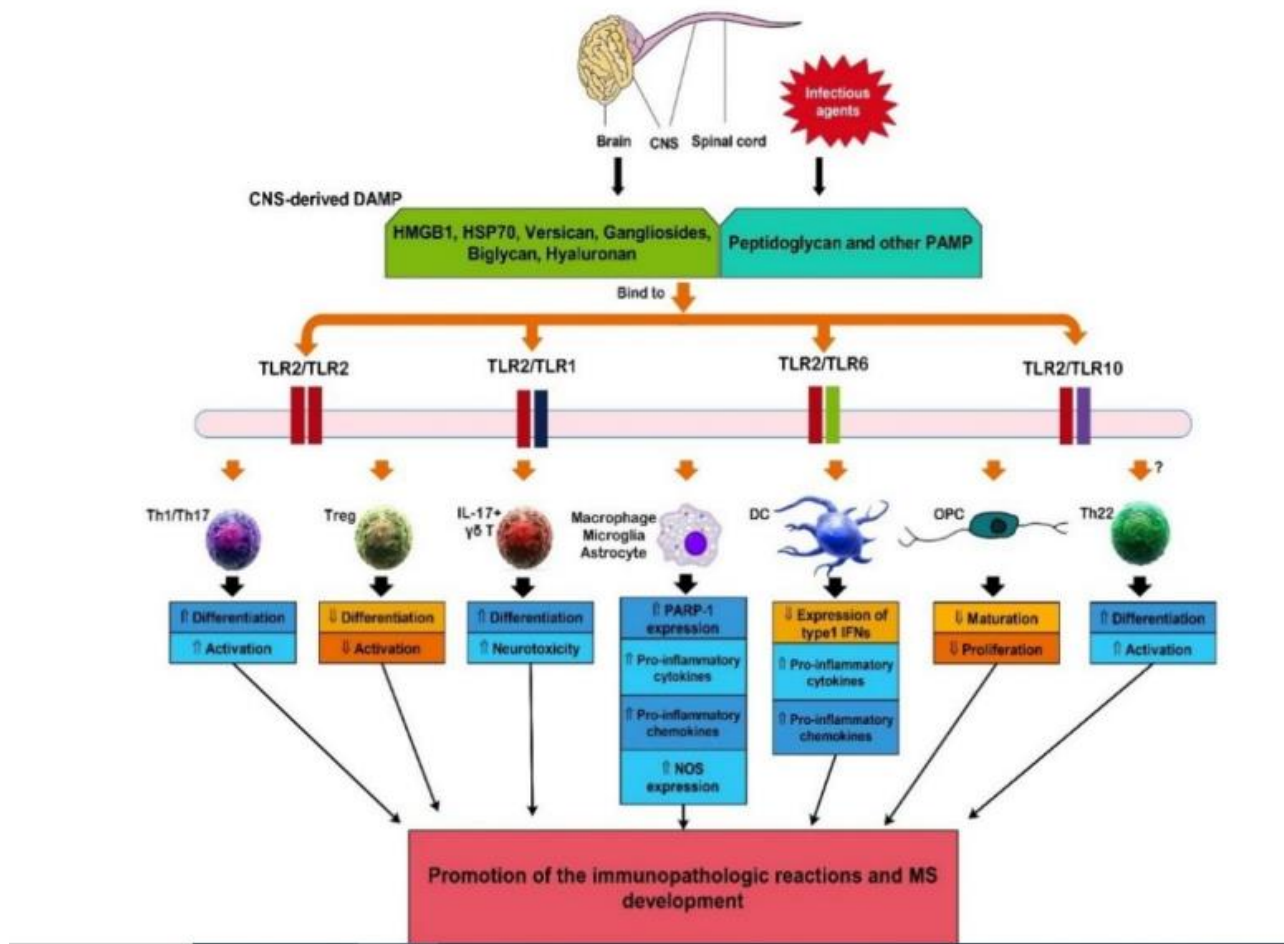 Infectious
agents
Brain
CNS
Spinal cord
CNS-derived DAMP
HMGB1, HSP70, Versican, Gangliosides,
Biglycan, Hyaluronan
Peptidoglycan and other PAMP
Bind to
TLR2/TLR2
TLR2/TLR1
TLR2/TLR6
TLR2/TLR10
Th1/Th17
Treg
IL-17+
γδ T
Macrophage
Microglia
Astrocyte
DC
OPC
?
Th22
⇑ Differentiation
⇑ Activation
⇓ Differentiation
⇓ Activation
⇑ Differentiation
⇑ Neurotoxicity
⇑ PARP-1
expression
⇑ Pro-inflammatory
cytokines
⇑ Pro-inflammatory
chemokines
⇑ NOS
expression
⇓ Expression of
type1 IFNs
⇑ Pro-inflammatory
cytokines
⇑ Pro-inflammatory
chemokines
⇓ Maturation
⇓ Proliferation
⇑ Differentiation
⇑ Activation
Promotion of the immunopathologic reactions and MS
development